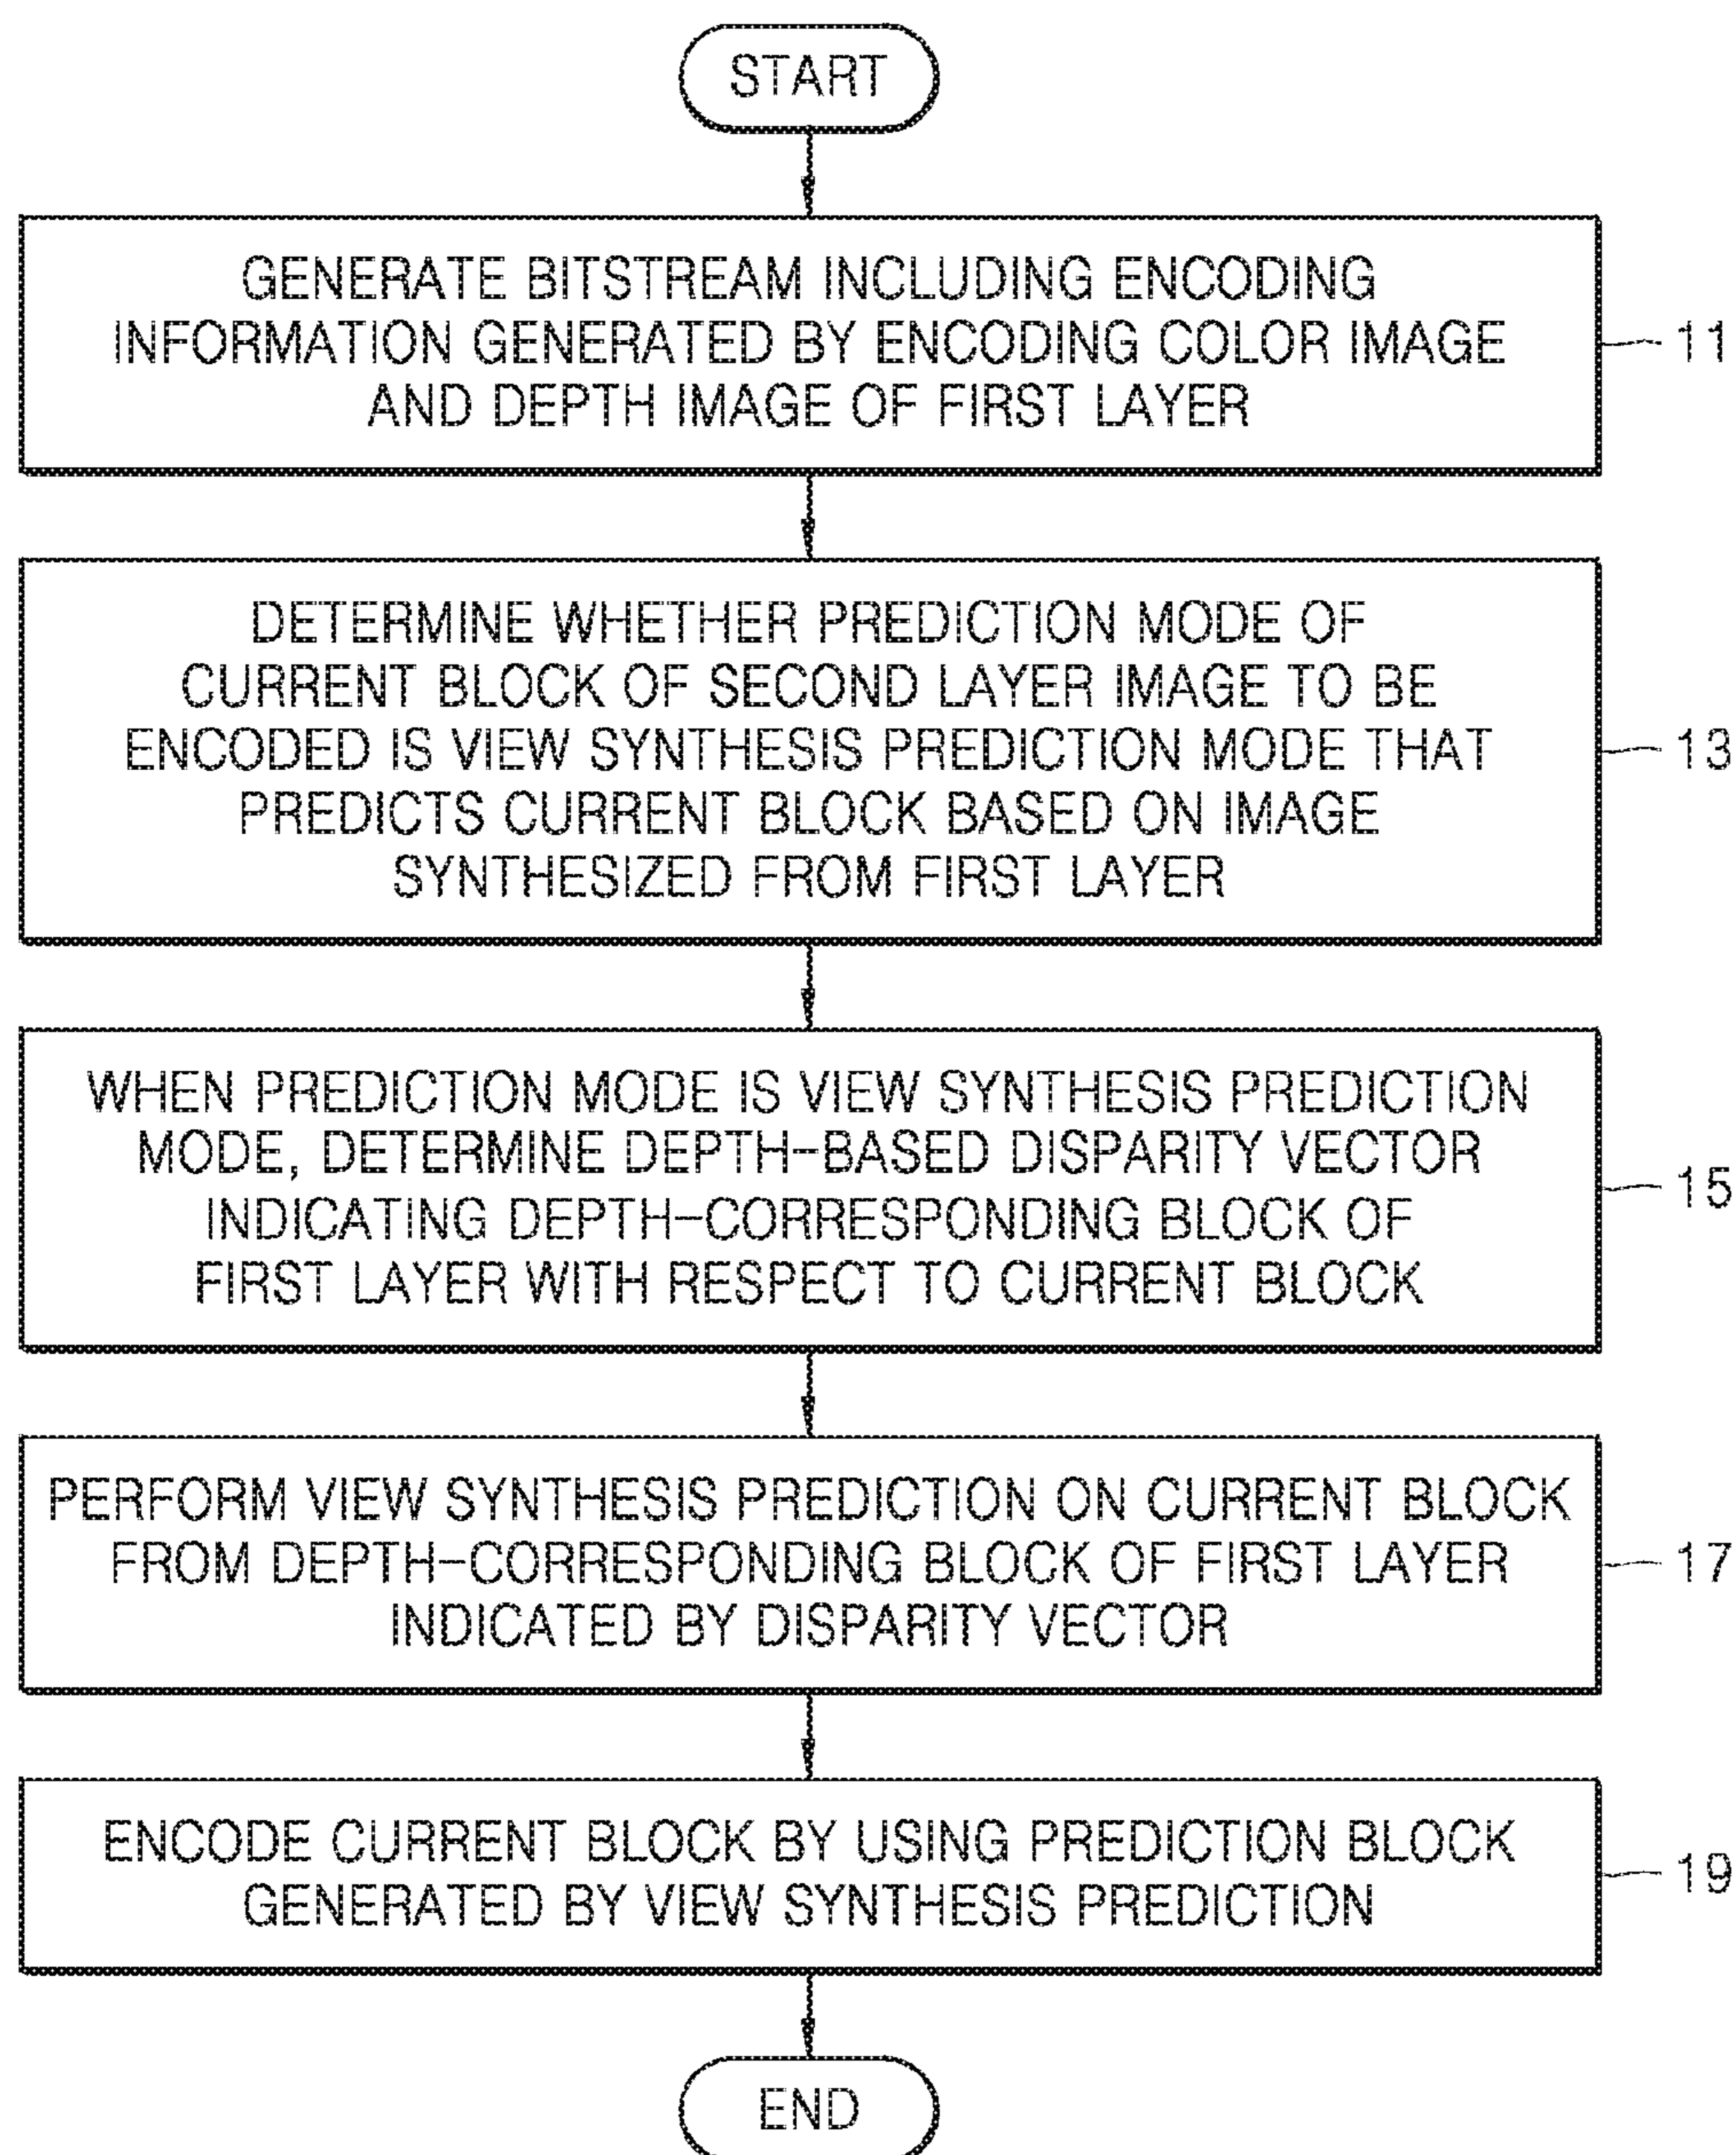 START
GENERATE BITSTREAM INCLUDING ENCODING
INFORMATION GENERATED BY ENCODING COLOR IMAGE
AND DEPTH IMAGE OF FIRST LAYER
11
DETERMINE WHETHER PREDICTION MODE OF
CURRENT BLOCK OF SECOND LAYER IMAGE TO BE
ENCODED IS VIEW SYNTHESIS PREDICTION MODE THAT
PREDICTS CURRENT BLOCK BASED ON IMAGE
SYNTHESIZED FROM FIRST LAYER
13
WHEN PREDICTION MODE IS VIEW SYNTHESIS PREDICTION
MODE, DETERMINE DEPTH-BASED DISPARITY VECTOR
INDICATING DEPTH-CORRESPONDING BLOCK OF
FIRST LAYER WITH RESPECT TO CURRENT BLOCK
15
PERFORM VIEW SYNTHESIS PREDICTION ON CURRENT BLOCK
FROM DEPTH-CORRESPONDING BLOCK OF FIRST LAYER
INDICATED BY DISPARITY VECTOR
17
ENCODE CURRENT BLOCK BY USING PREDICTION BLOCK
GENERATED BY VIEW SYNTHESIS PREDICTION
19
END